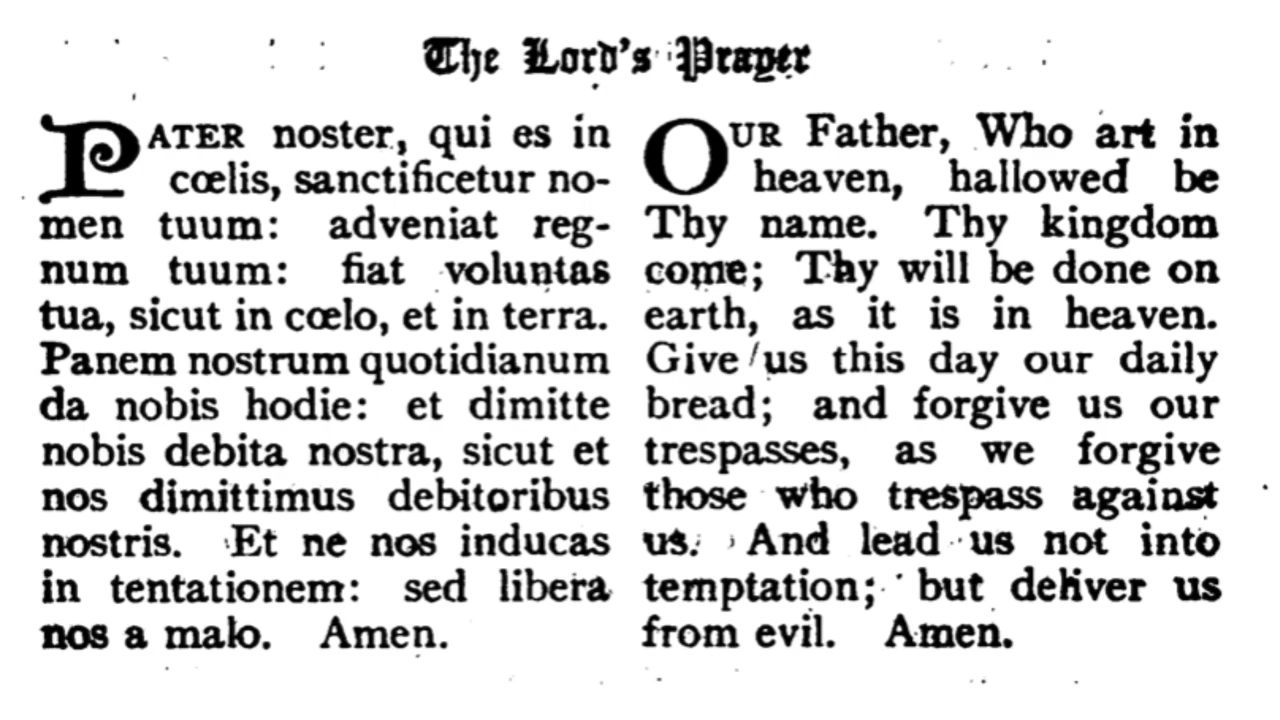 The Lord's Prayer
PATER noster, qui es in
cœlis, sanctificetur no-
men tuum: adveniat reg-
num tuum: fiat voluntas
tua, sicut in cœlo, et in terra.
Panem nostrum quotidianum
da nobis hodie: et dimitte
nobis debita nostra, sicut et
nos dimittimus debitoribus
nostris. Et ne nos inducas
in tentationem: sed libera
nos a malo. Amen.
OUR Father, Who art in
heaven, hallowed be
Thy name. Thy kingdom
come; Thy will be done on
earth, as it is in heaven.
Give us this day our daily
bread; and forgive us our
trespasses, as we forgive
those who trespass against
us. And lead us not into
temptation; but deliver us
from evil. Amen.